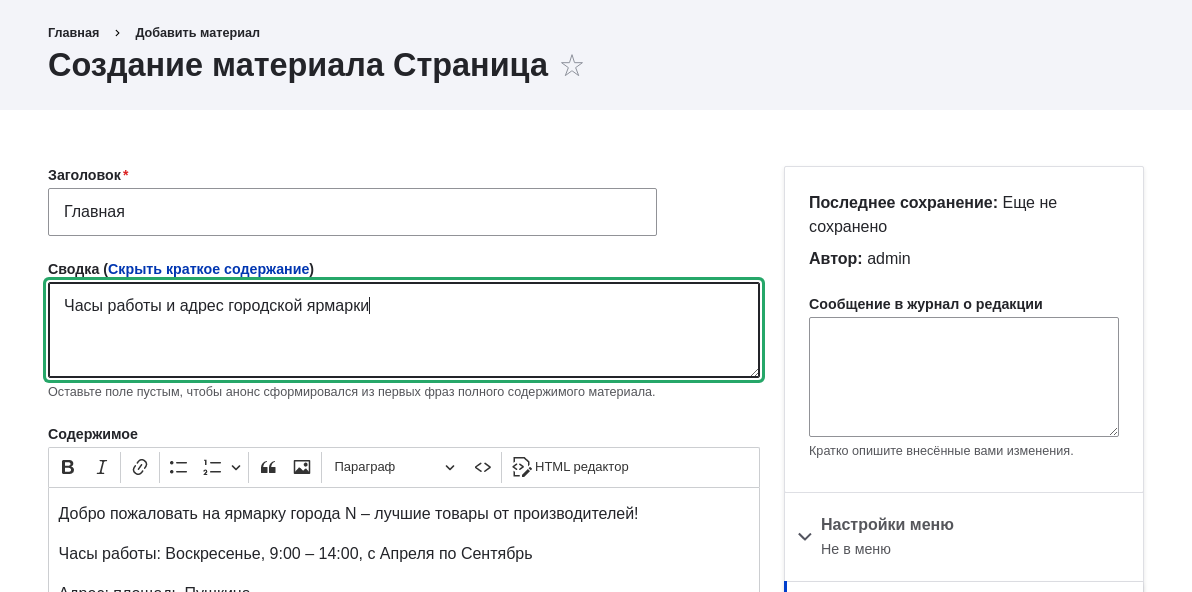 Главная › Добавить материал
Создание материала Страница ☆
Заголовок*
Главная
Сводка (Скрыть краткое содержание)
Часы работы и адрес городской ярмарки
Оставьте поле пустым, чтобы анонс сформировался из первых фраз полного содержимого материала.
Содержимое
B I Параграф <> HTML редактор
Добро пожаловать на ярмарку города N – лучшие товары от производителей!
Часы работы: Воскресенье, 9:00 – 14:00, с Апреля по Сентябрь
Адрес: площадь Пушкина
Последнее сохранение: Еще не
сохранено
Автор: admin
Сообщение в журнал о редакции
Кратко опишите внесённые вами изменения.
Настройки меню
Не в меню